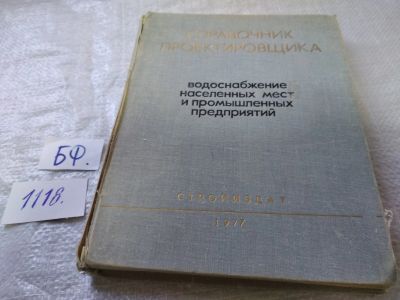 СПРАВОЧНИК
ПРОЕКТИРОВЩИКА
водоснабжение
населенных мест
и промышленных
предприятий
СТРОЙИЗДАТ
1977
БФ.
1118.